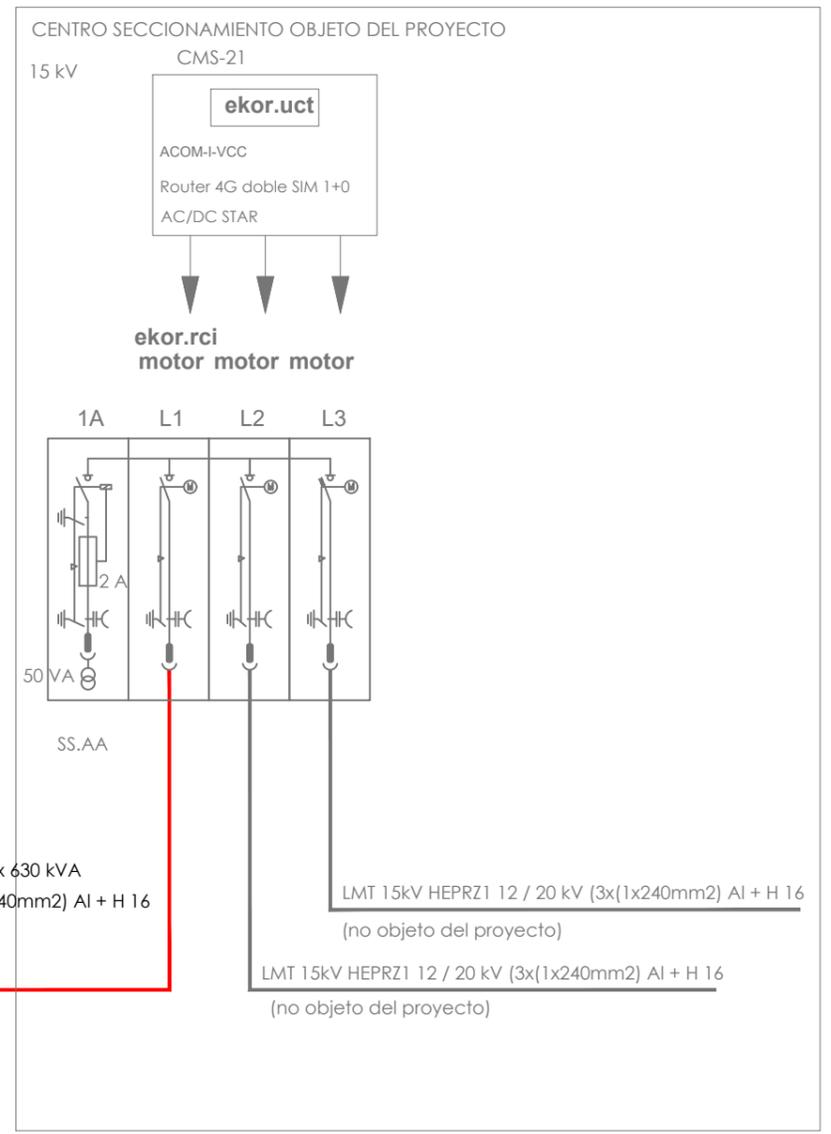 CENTRO SECCIONAMIENTO OBJETO DEL PROYECTO
15 kV
CMS-21
ekor.uct
ACOM-I-VCC
Router 4G doble SIM 1+0
AC/DC STAR
ekor.rci
motor motor motor
1A L1 L2 L3
M M M
2 A
50 VA
SS.AA
x 630 kVA
40mm2) Al + H 16
LMT 15kV HEPRZ1 12 / 20 kV (3x(1x240mm2) Al + H 16
(no objeto del proyecto)
LMT 15kV HEPRZ1 12 / 20 kV (3x(1x240mm2) Al + H 16
(no objeto del proyecto)